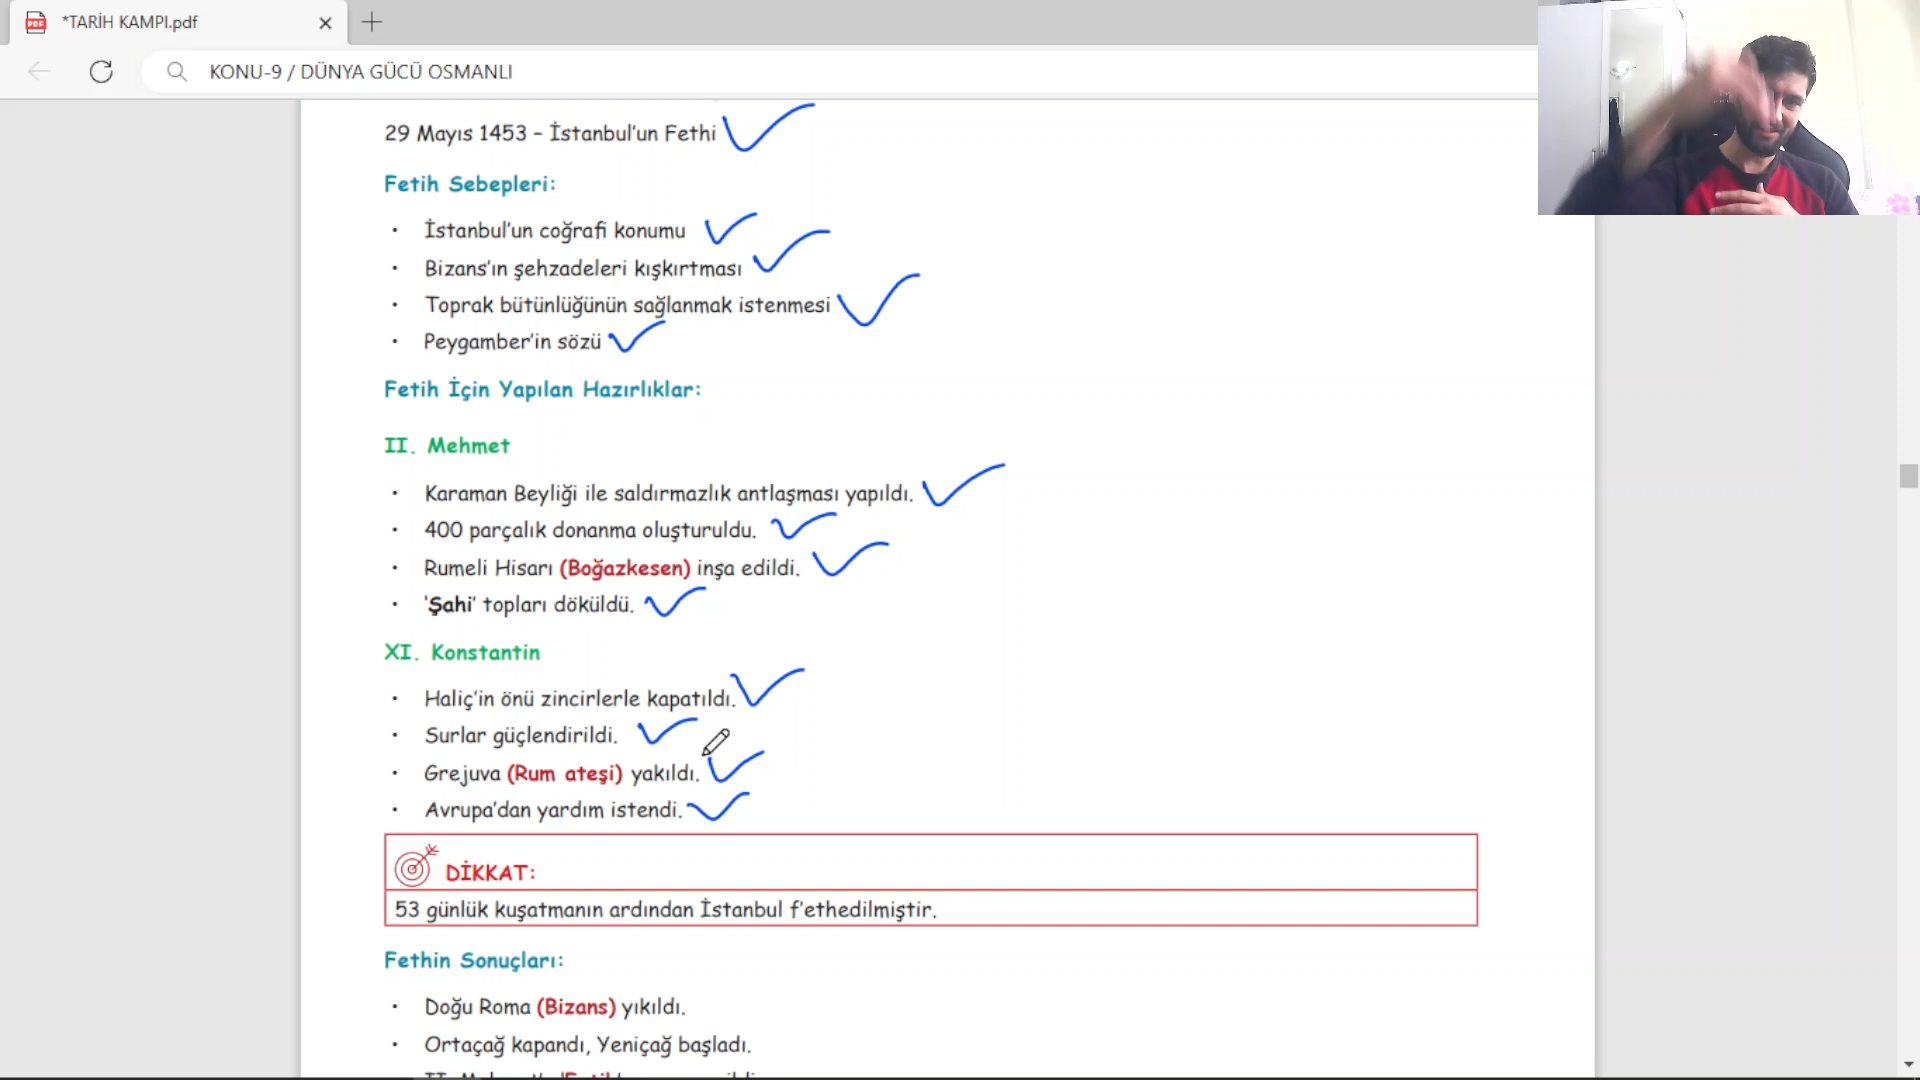 *TARİH KAMPI.pdf
KONU-9 / DÜNYA GÜCÜ OSMANLI
29 Mayıs 1453 – İstanbul'un Fethi
Fetih Sebepleri:
• İstanbul'un coğrafi konumu
• Bizans'ın şehzadeleri kışkırtması
• Toprak bütünlüğünün sağlanmak istenmesi
• Peygamber'in sözü
Fetih İçin Yapılan Hazırlıklar:
II. Mehmet
• Karaman Beyliği ile saldırmazlık antlaşması yapıldı.
• 400 parçalık donanma oluşturuldu.
• Rumeli Hisarı (Boğazkesen) inşa edildi.
• 'Şahi' topları döküldü.
XI. Konstantin
• Haliç'in önü zincirlerle kapatıldı.
• Surlar güçlendirildi.
• Grejuva (Rum ateşi) yakıldı.
• Avrupa'dan yardım istendi.
DİKKAT:
53 günlük kuşatmanın ardından İstanbul f'ethedilmiştir.
Fethin Sonuçları:
• Doğu Roma (Bizans) yıkıldı.
• Ortaçağ kapandı, Yeniçağ başladı.